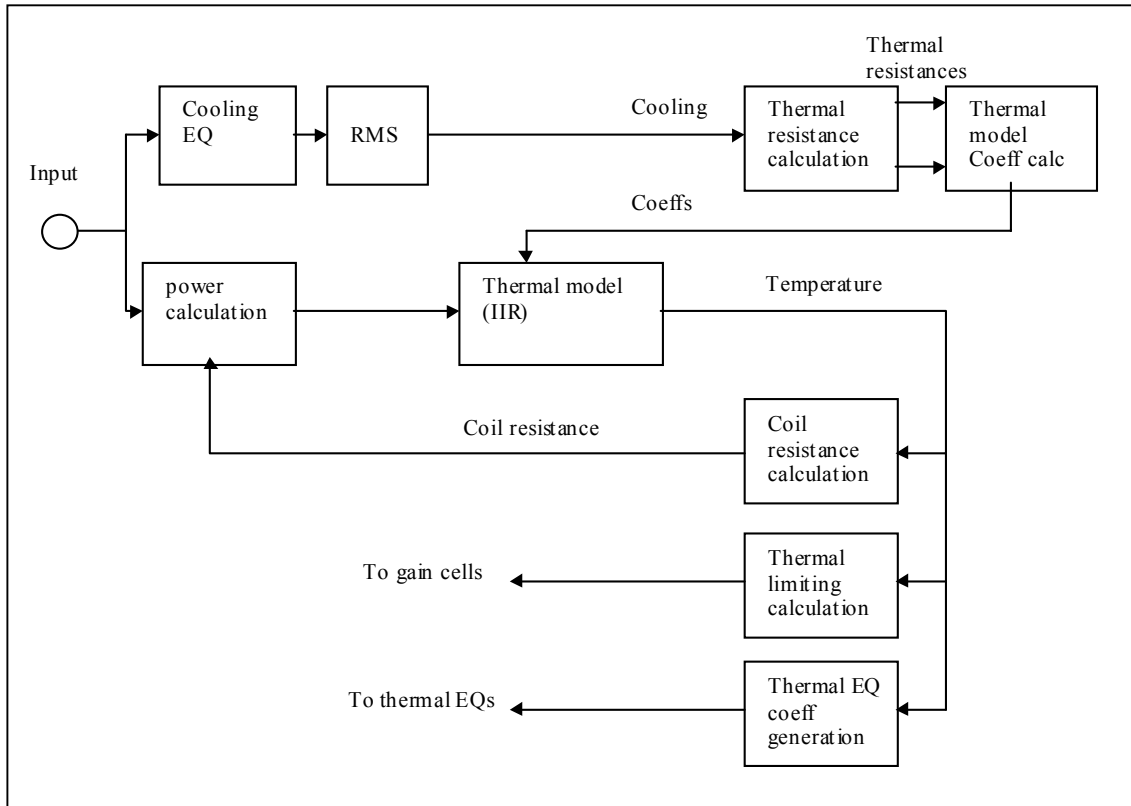 Thermal
resistances
Cooling
EQ
RMS
Cooling
Thermal
resistance
calculation
Thermal
model
Coeff calc
Input
Coeffs
power
calculation
Thermal model
(IIR)
Temperature
Coil resistance
Coil
resistance
calculation
To gain cells
Thermal
limiting
calculation
To thermal EQs
Thermal EQ
coeff
generation